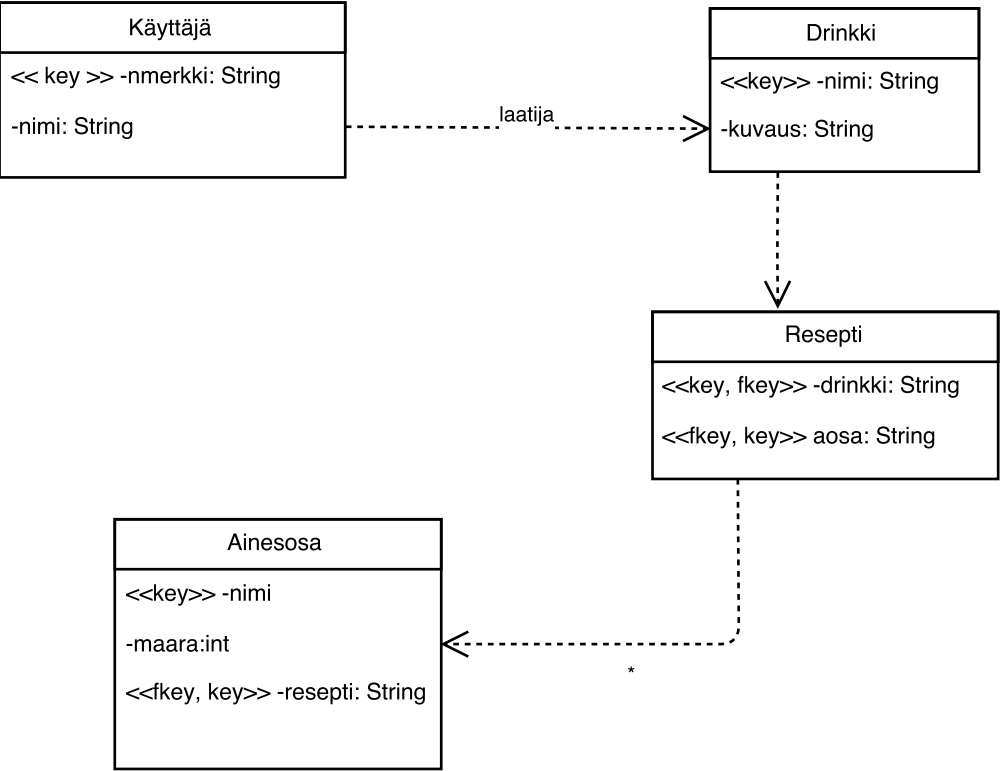 Käyttäjä
<< key >> -nmerkki: String
-nimi: String
laatija
Drinkki
<<key>> -nimi: String
-kuvaus: String
Resepti
<<key, fkey>> -drinkki: String
<<fkey, key>> aosa: String
Ainesosa
<<key>> -nimi
-maara:int
<<fkey, key>> -resepti: String
*